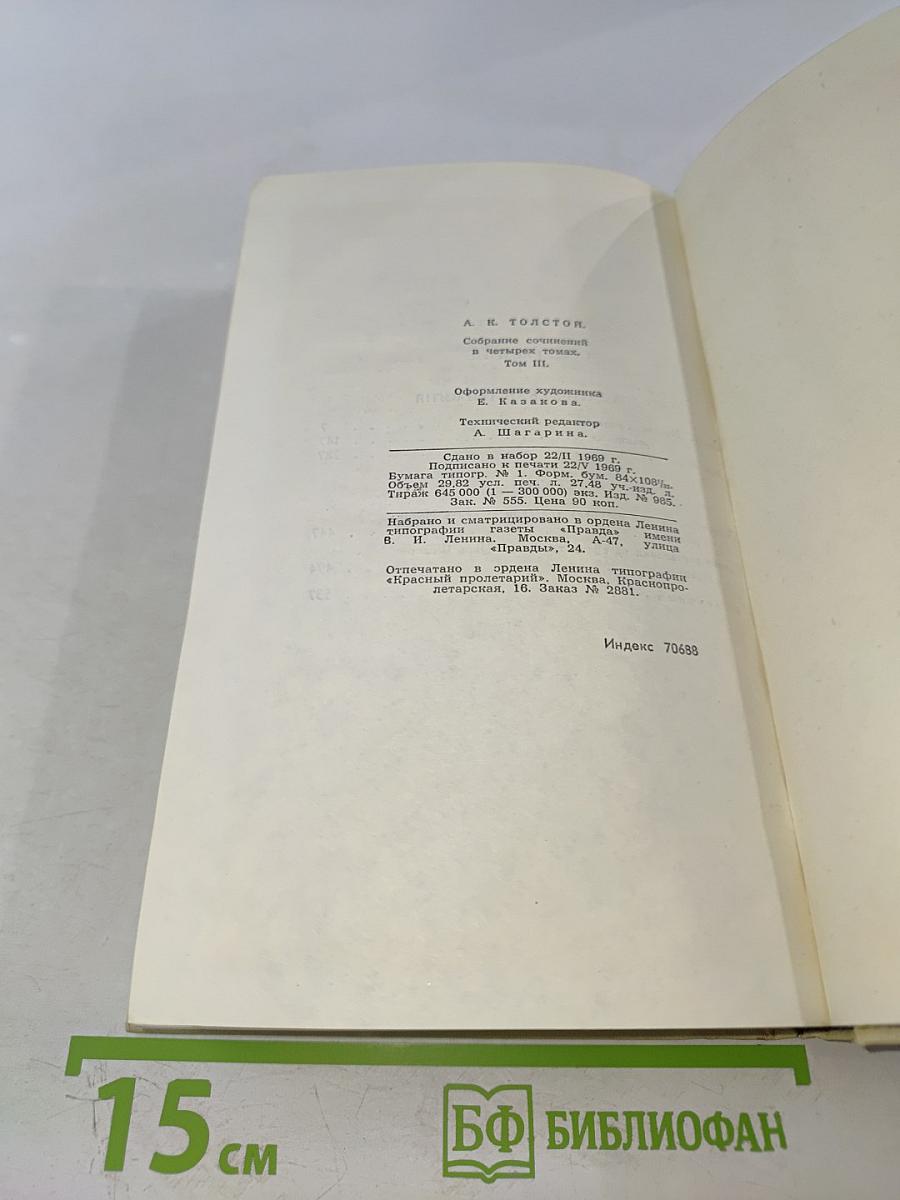 А. К. ТОЛСТОЙ.
Собрание сочинений
в четырех томах.
Том III.
Оформление художника
Е. Казакова.
Технический редактор
А. Шагарина.
Сдано в набор 22/II 1969 г.
Подписано к печати 22/V 1969 г.
Бумага типогр. № 1. Форм. бум. 84×108¹/₃₂.
Объем 29,82 усл. печ. л. 27,48 уч.-изд. л.
Тираж 645 000 (1 — 300 000) экз. Изд. № 985.
Зак. № 555. Цена 90 коп.
Набрано и сматрицировано в ордена Ленина
типографии газеты «Правда» имени
В. И. Ленина. Москва, А-47, улица
«Правды», 24.
Отпечатано в ордена Ленина типографии
«Красный пролетарий». Москва, Краснопро-
летарская, 16. Заказ № 2881.
Индекс 70688
15 см
БФ БИБЛИОФАН